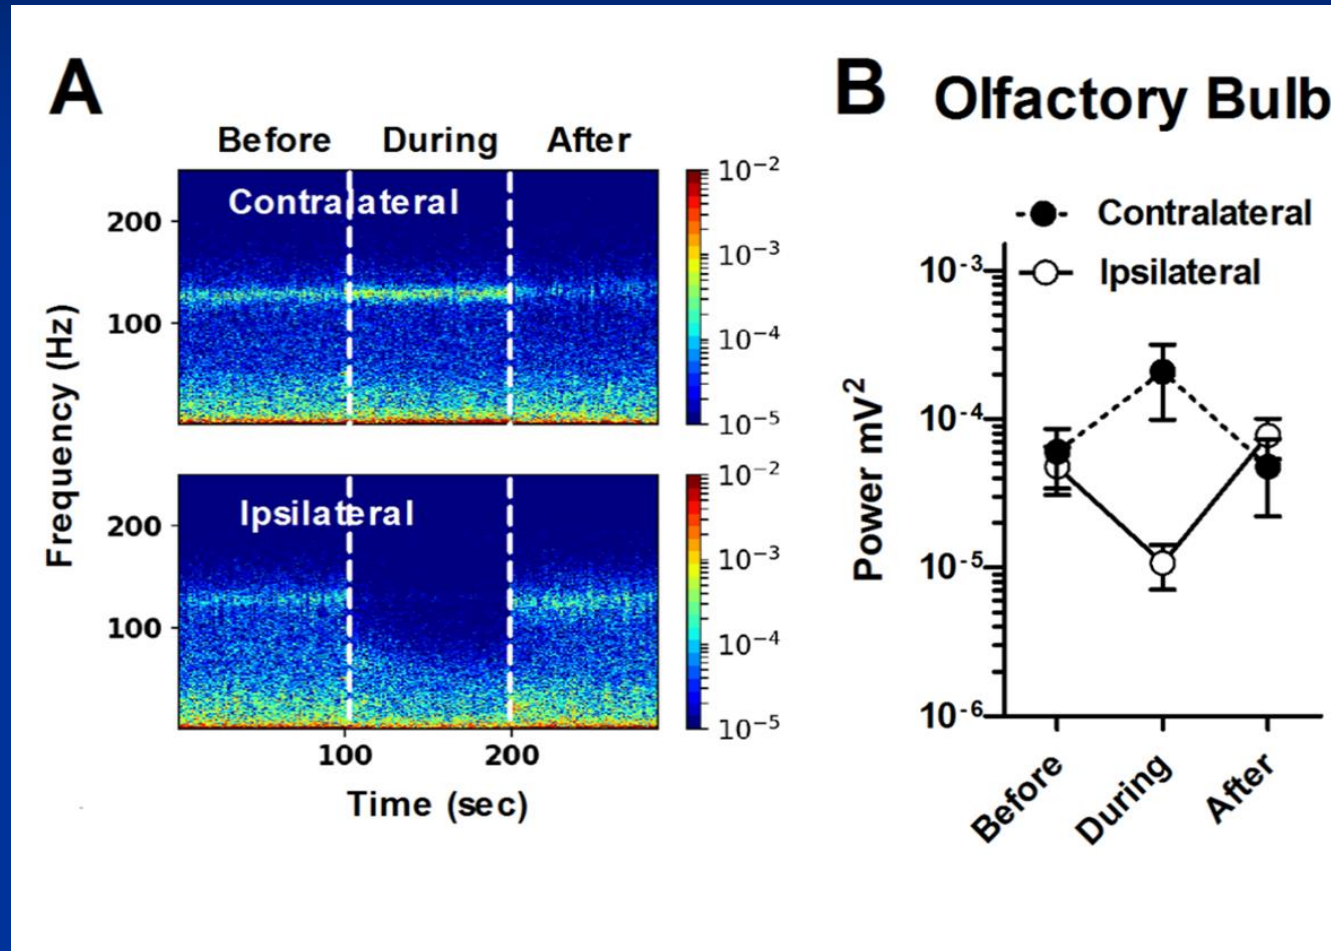 A
Before During After
Contralateral
200
100
10-2
10-3
10-4
10-5
Ipsilateral
200
100
10-2
10-3
10-4
10-5
100 200
Time (sec)
Frequency (Hz)
B Olfactory Bulb
Contralateral
Ipsilateral
10-3
10-4
10-5
10-6
Power mV2
Before During After